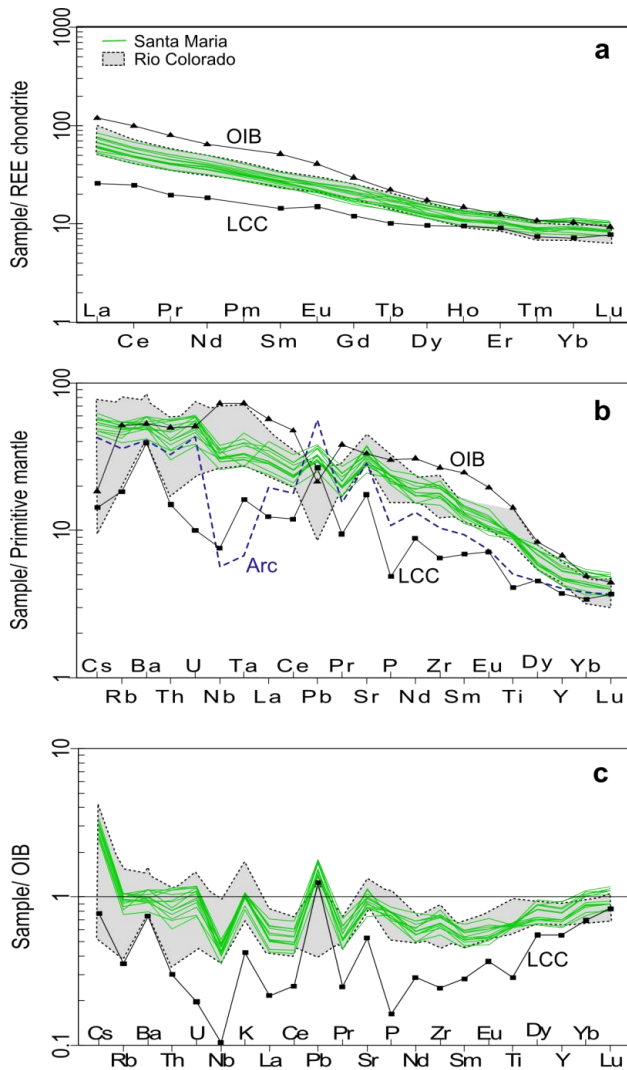 1000
a
Santa Maria
Rio Colorado
100
OIB
10
LCC
1
Sample/ REE chondrite
La Pr Nd Pm Eu Tb Ho Tm Lu
Ce Nd Sm Gd Dy Er Yb
100
b
OIB
10
Arc
LCC
1
Sample/ Primitive mantle
Cs Ba U Ta Ce Pr P Zr Eu Dy Yb
Rb Th Nb La Pb Sr Nd Sm Ti Y Lu
10
c
1
LCC
0.1
Sample/ OIB
Cs Ba U K Ce Pr P Zr Eu Dy Yb
Rb Th Nb La Pb Sr Nd Sm Ti Y Lu